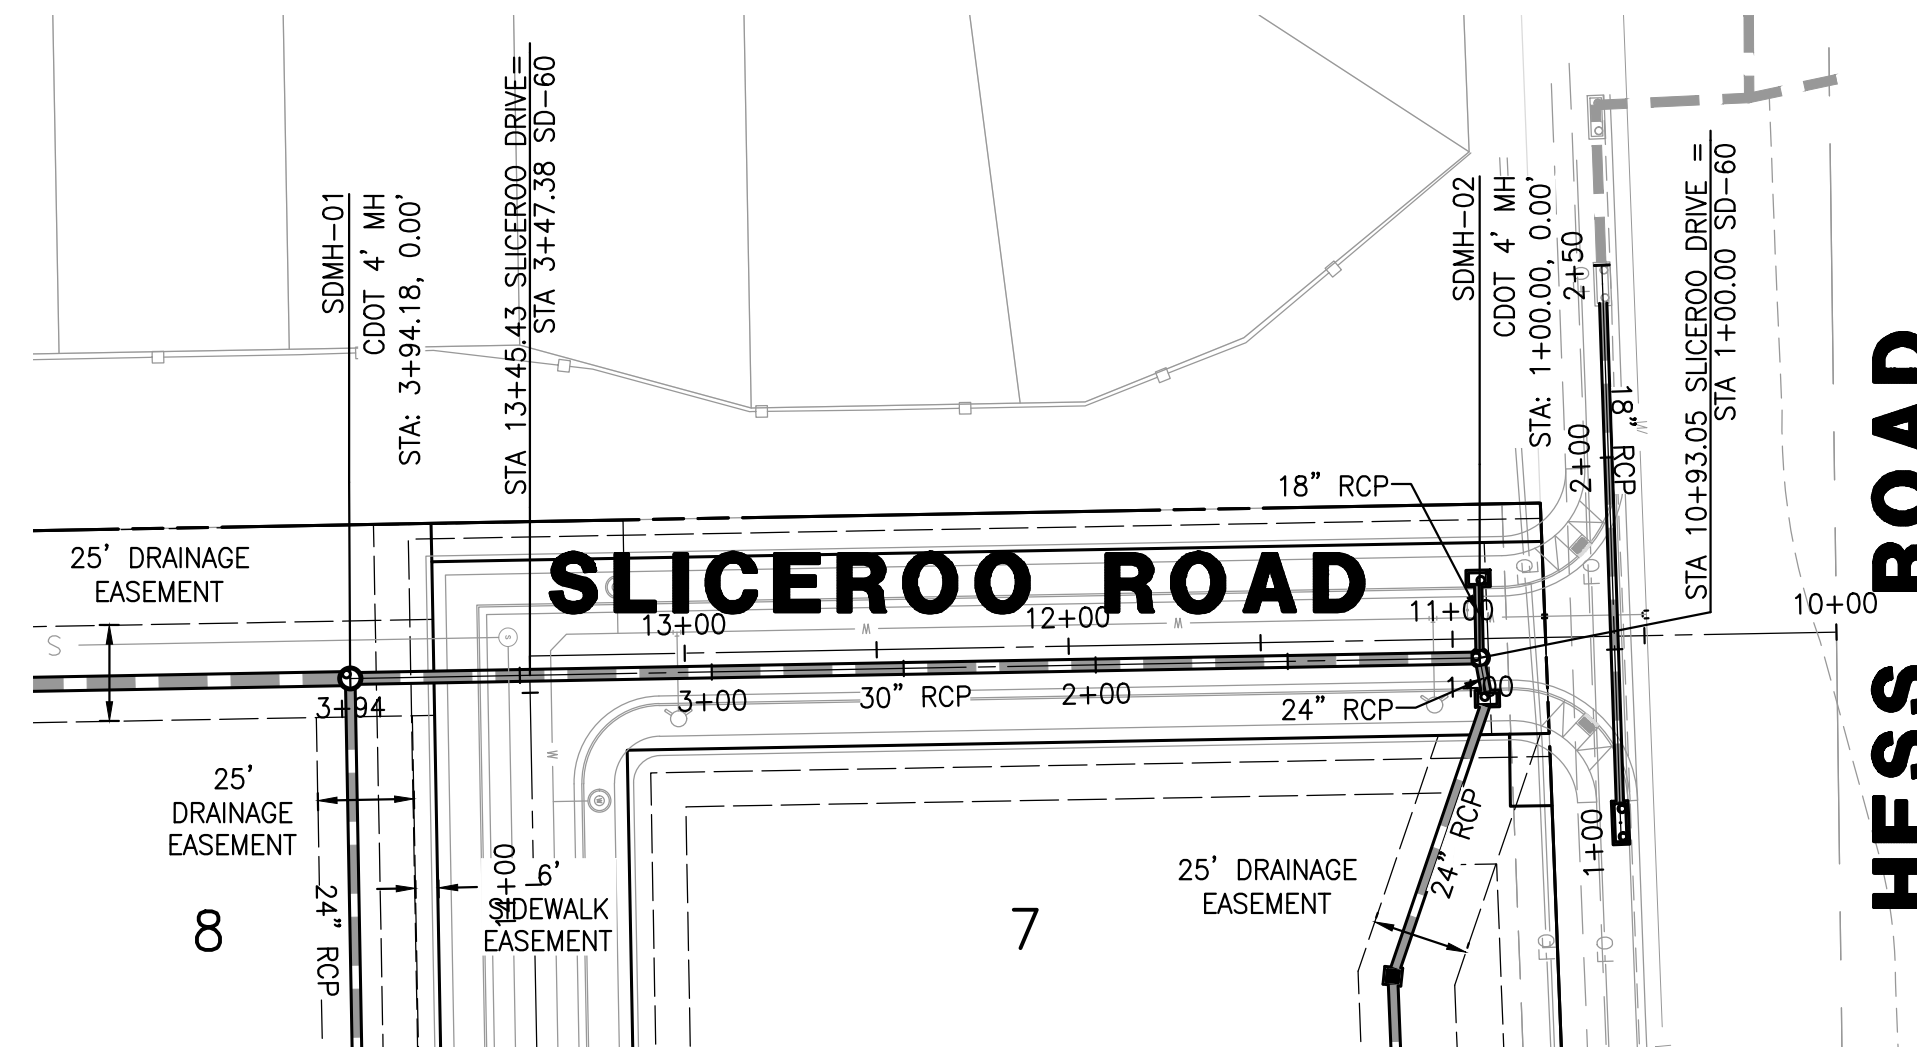 SDMH-01
CDOT 4' MH
STA: 3+94.18, 0.00'
STA 13+45.43 SLICEROO DRIVE=
STA 3+47.38 SD-60
SDMH-02
CDOT 4' MH
STA: 1+00.00, 0.00'
2+50
STA 10+93.05 SLICEROO DRIVE =
STA 1+00.00 SD-60
18" RCP
2+00
18" RCP
HESS ROAD
25' DRAINAGE
EASEMENT
SLICEROO ROAD
13+00
12+00
11+00
10+00
S
S
W
W
W
W
W
FO
FO
3+94
3+00
30" RCP
2+00
24" RCP
1+00
25'
DRAINAGE
EASEMENT
24" RCP
14+00
6'
SIDEWALK
EASEMENT
8
7
25' DRAINAGE
EASEMENT
24" RCP
1+00